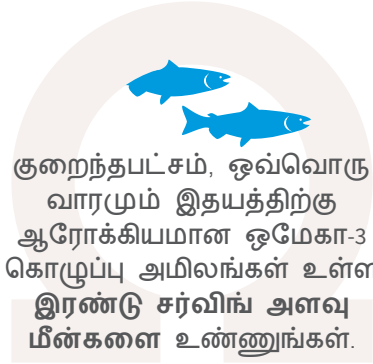 குறைந்தபட்சம், ஒவ்வொரு
வாரமும் இதயத்திற்கு
ஆரோக்கியமான ஒமேகா-3
கொழுப்பு அமிலங்கள் உள்ள
இரண்டு சர்விங் அளவு
மீன்களை உண்ணுங்கள்.